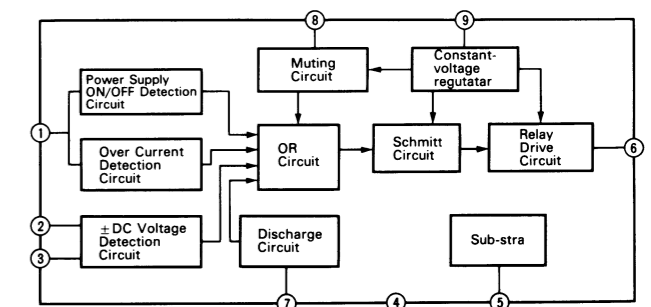 8
9
Power Supply
ON/OFF Detection
Circuit
Muting
Circuit
Constant-
voltage
regutatar
1
Over Current
Detection
Circuit
OR
Circuit
Schmitt
Circuit
Relay
Drive
Circuit
6
2
3
±DC Voltage
Detection
Circuit
Discharge
Circuit
Sub-stra
7
4
5